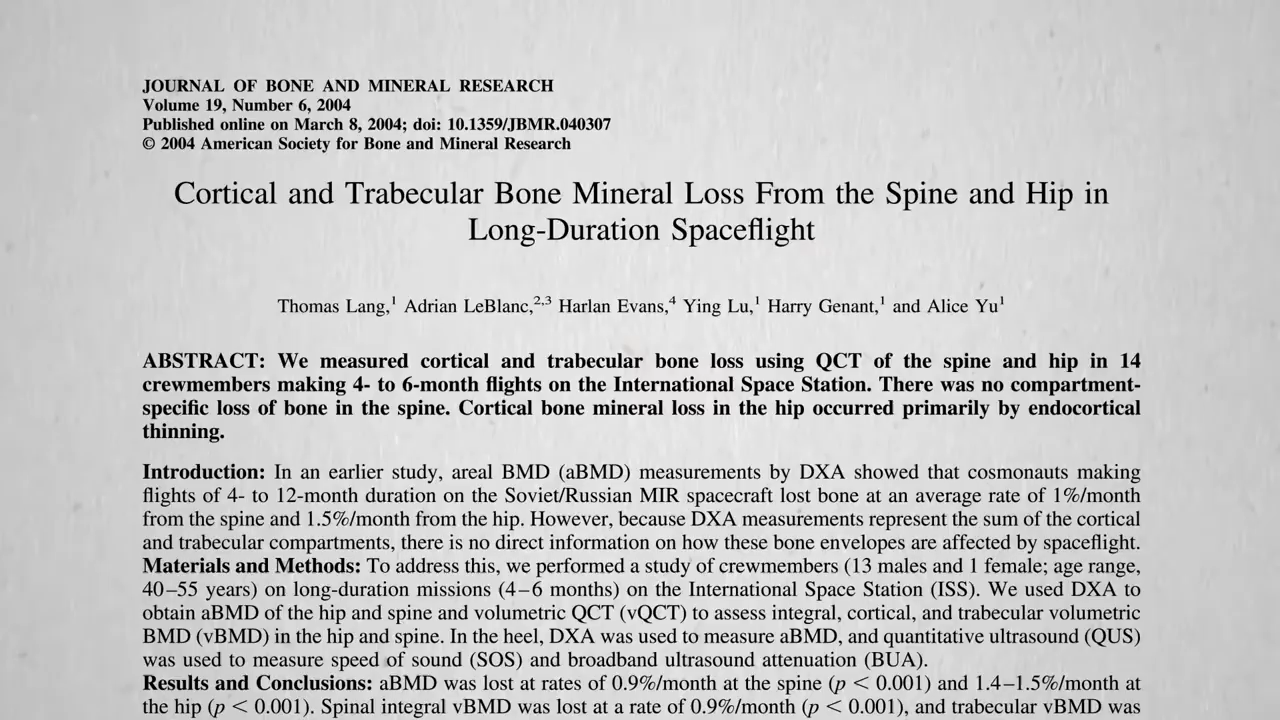 JOURNAL OF BONE AND MINERAL RESEARCH
Volume 19, Number 6, 2004
Published online on March 8, 2004; doi: 10.1359/JBMR.040307
© 2004 American Society for Bone and Mineral Research
Cortical and Trabecular Bone Mineral Loss From the Spine and Hip in
Long-Duration Spaceflight
Thomas Lang,¹ Adrian LeBlanc,²,³ Harlan Evans,⁴ Ying Lu,¹ Harry Genant,¹ and Alice Yu¹
ABSTRACT: We measured cortical and trabecular bone loss using QCT of the spine and hip in 14
crewmembers making 4- to 6-month flights on the International Space Station. There was no compartment-
specific loss of bone in the spine. Cortical bone mineral loss in the hip occurred primarily by endocortical
thinning.
Introduction: In an earlier study, areal BMD (aBMD) measurements by DXA showed that cosmonauts making
flights of 4- to 12-month duration on the Soviet/Russian MIR spacecraft lost bone at an average rate of 1%/month
from the spine and 1.5%/month from the hip. However, because DXA measurements represent the sum of the cortical
and trabecular compartments, there is no direct information on how these bone envelopes are affected by spaceflight.
Materials and Methods: To address this, we performed a study of crewmembers (13 males and 1 female; age range,
40–55 years) on long-duration missions (4–6 months) on the International Space Station (ISS). We used DXA to
obtain aBMD of the hip and spine and volumetric QCT (vQCT) to assess integral, cortical, and trabecular volumetric
BMD (vBMD) in the hip and spine. In the heel, DXA was used to measure aBMD, and quantitative ultrasound (QUS)
was used to measure speed of sound (SOS) and broadband ultrasound attenuation (BUA).
Results and Conclusions: aBMD was lost at rates of 0.9%/month at the spine (p < 0.001) and 1.4–1.5%/month at
the hip (p < 0.001). Spinal integral vBMD was lost at a rate of 0.9%/month (p < 0.001), and trabecular vBMD was